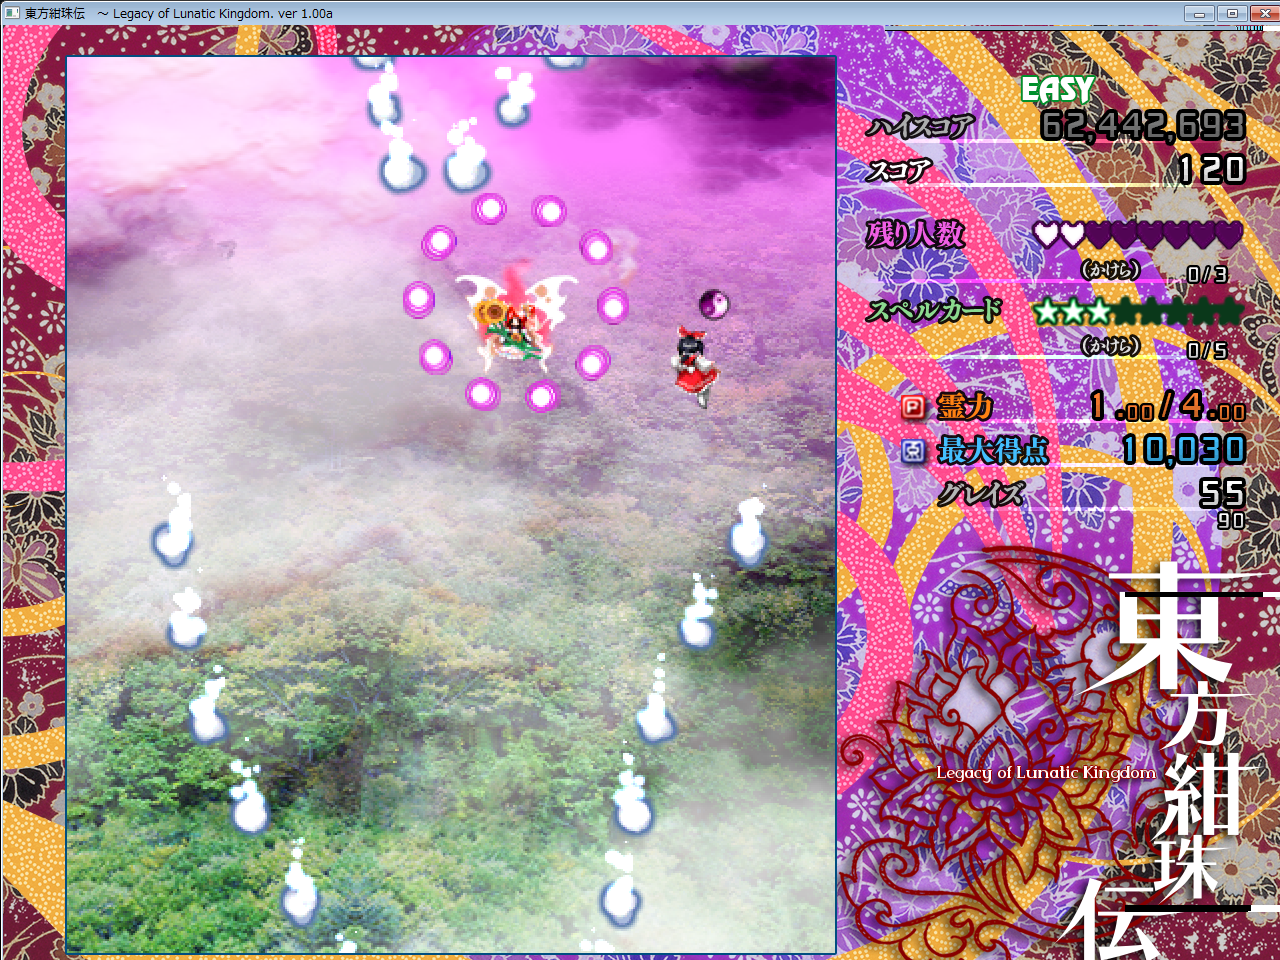 東方紺珠伝　～ Legacy of Lunatic Kingdom. ver 1.00a
EASY
ハイスコア 62,442,693
スコア 120
残り人数
(かけら) 0/3
スペルカード
(かけら) 0/5
P 霊力 1.00/4.00
最大得点 10,030
グレイズ 55
90
東方紺珠伝
Legacy of Lunatic Kingdom